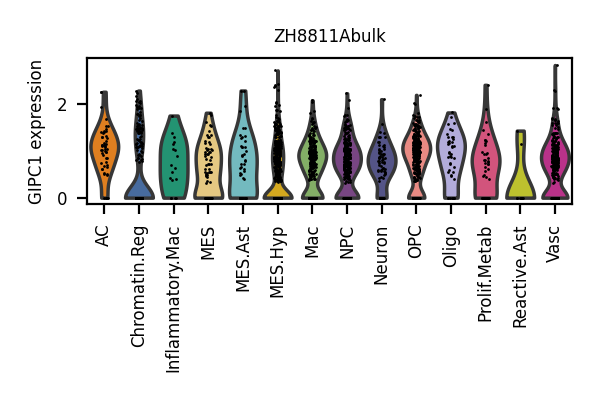 ZH8811Abulk
GIPC1 expression
2
0
AC
Chromatin.Reg
Inflammatory.Mac
MES
MES.Ast
MES.Hyp
Mac
NPC
Neuron
OPC
Oligo
Prolif.Metab
Reactive.Ast
Vasc